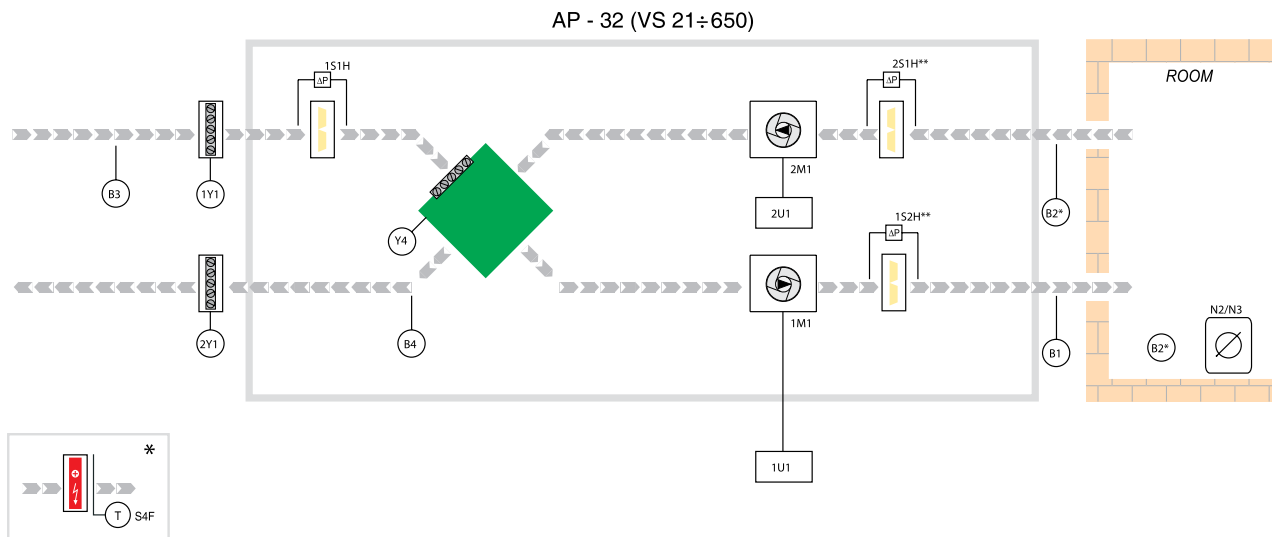 AP - 32 (VS 21÷650)
1S1H
ΔP
2S1H**
ΔP
ROOM
B3
1Y1
2M1
2U1
B2*
Y4
1S2H**
ΔP
2Y1
B4
1M1
B1
B2*
N2/N3
1U1
*
T
S4F